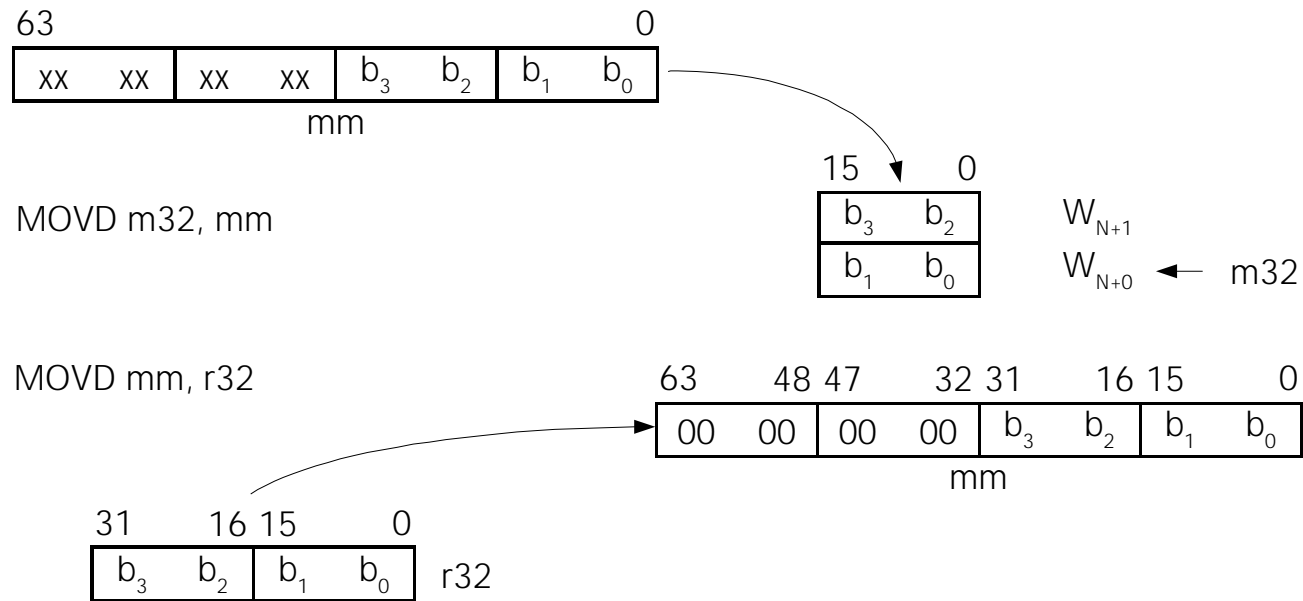 63 0
xx xx xx xx b₃ b₂ b₁ b₀
mm
15 0
MOVD m32, mm
b₃ b₂ W_N+1
b₁ b₀ W_N+0 m32
MOVD mm, r32
63 48 47 32 31 16 15 0
00 00 00 00 b₃ b₂ b₁ b₀
mm
31 16 15 0
b₃ b₂ b₁ b₀ r32